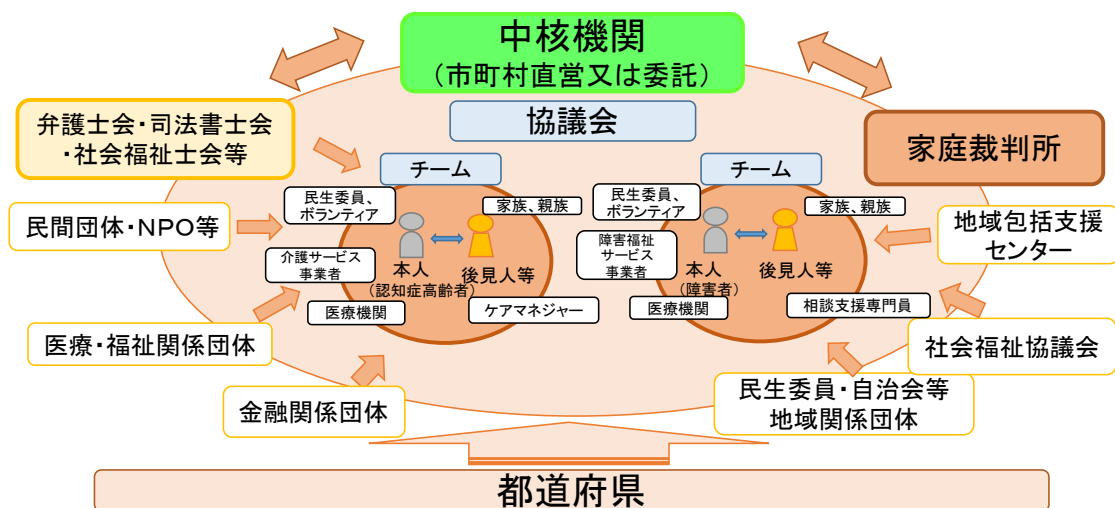 中核機関
（市町村直営又は委託）
協議会
弁護士会・司法書士会
・社会福祉士会等
家庭裁判所
チーム
民生委員、
ボランティア
家族、親族
介護サービス
事業者
本人
（認知症高齢者）
後見人等
医療機関
ケアマネジャー
チーム
民生委員、
ボランティア
家族、親族
障害福祉
サービス
事業者
本人
（障害者）
後見人等
医療機関
相談支援専門員
民間団体・NPO等
地域包括支援
センター
医療・福祉関係団体
社会福祉協議会
金融関係団体
民生委員・自治会等
地域関係団体
都道府県